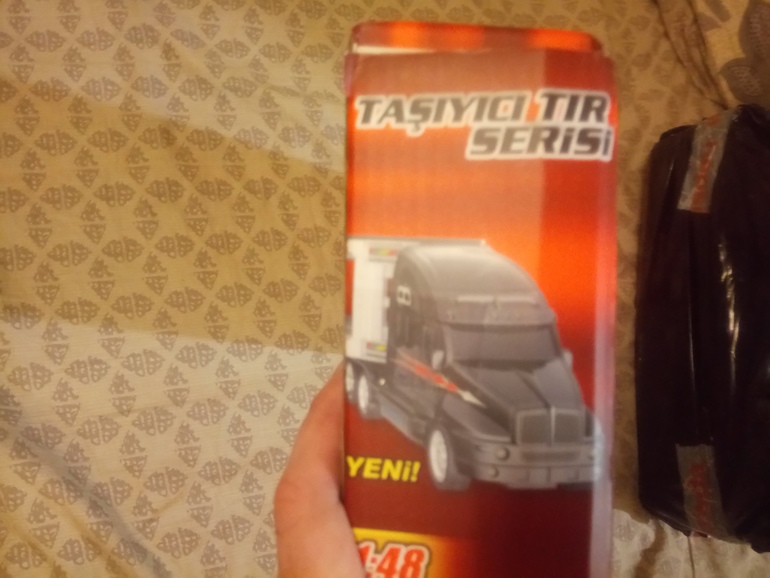 TAŞIYICI TIR
SERİSİ
YENİ!
1:48